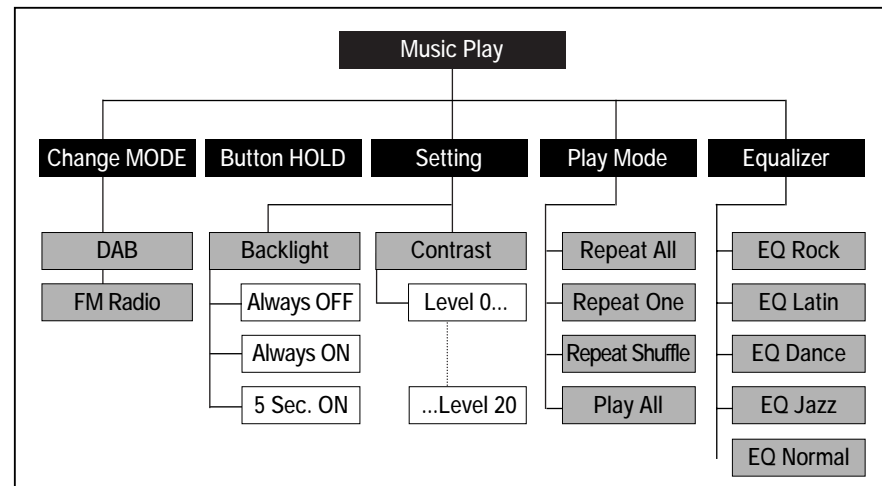 Music Play
Change MODE
Button HOLD
Setting
Play Mode
Equalizer
DAB
FM Radio
Backlight
Always OFF
Always ON
5 Sec. ON
Contrast
Level 0...
...Level 20
Repeat All
Repeat One
Repeat Shuffle
Play All
EQ Rock
EQ Latin
EQ Dance
EQ Jazz
EQ Normal